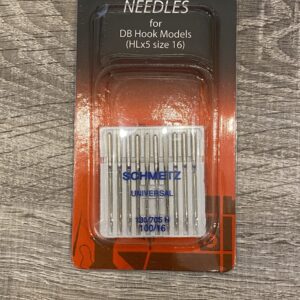 NEEDLES
for
DB Hook Models
(HLx5 size 16)
SCHMETZ
UNIVERSAL
130/705 H
100/16